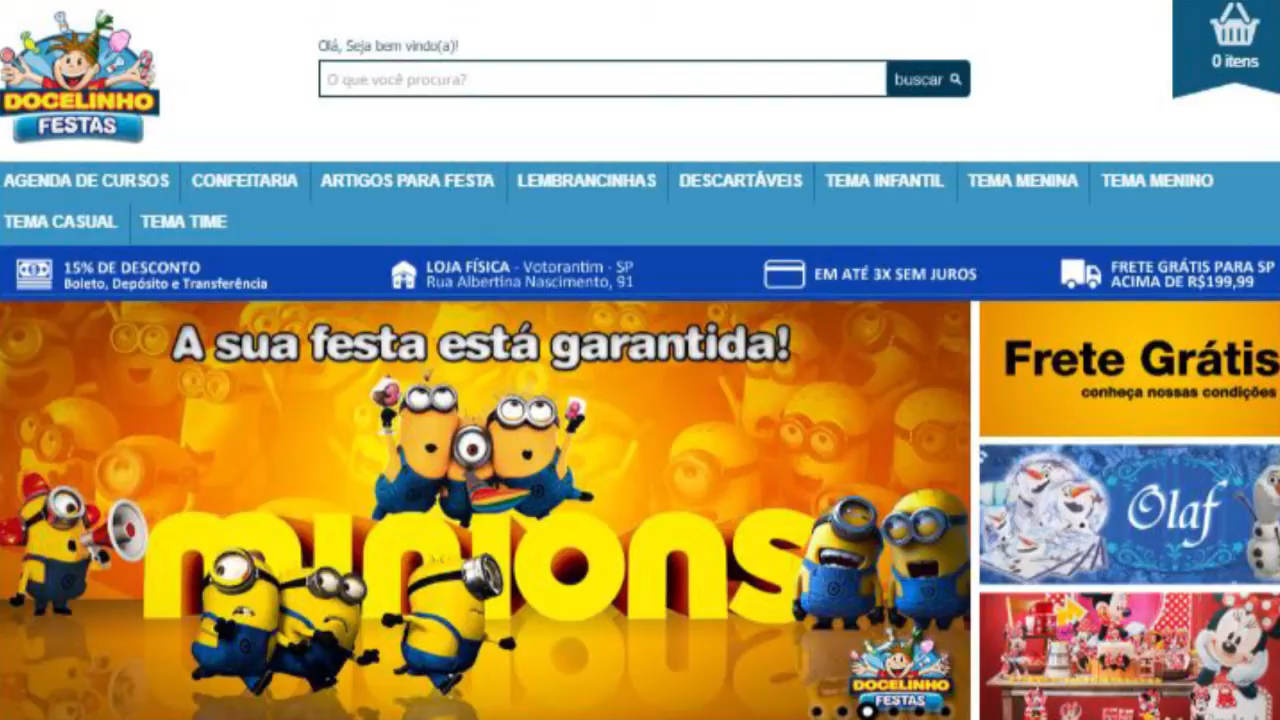 DOCELINHO
FESTAS
Olá, Seja bem vindo(a)!
O que você procura?
buscar
0 itens
AGENDA DE CURSOS
CONFEITARIA
ARTIGOS PARA FESTA
LEMBRANCINHAS
DESCARTÁVEIS
TEMA INFANTIL
TEMA MENINA
TEMA MENINO
TEMA CASUAL
TEMA TIME
15% DE DESCONTO
Boleto, Depósito e Transferência
LOJA FÍSICA - Votorantim - SP
Rua Albertina Nascimento, 91
EM ATÉ 3X SEM JUROS
FRETE GRÁTIS PARA SP
ACIMA DE R$199,99
A sua festa está garantida!
minions
DOCELINHO
FESTAS
Frete Grátis
conheça nossas condições
Olaf